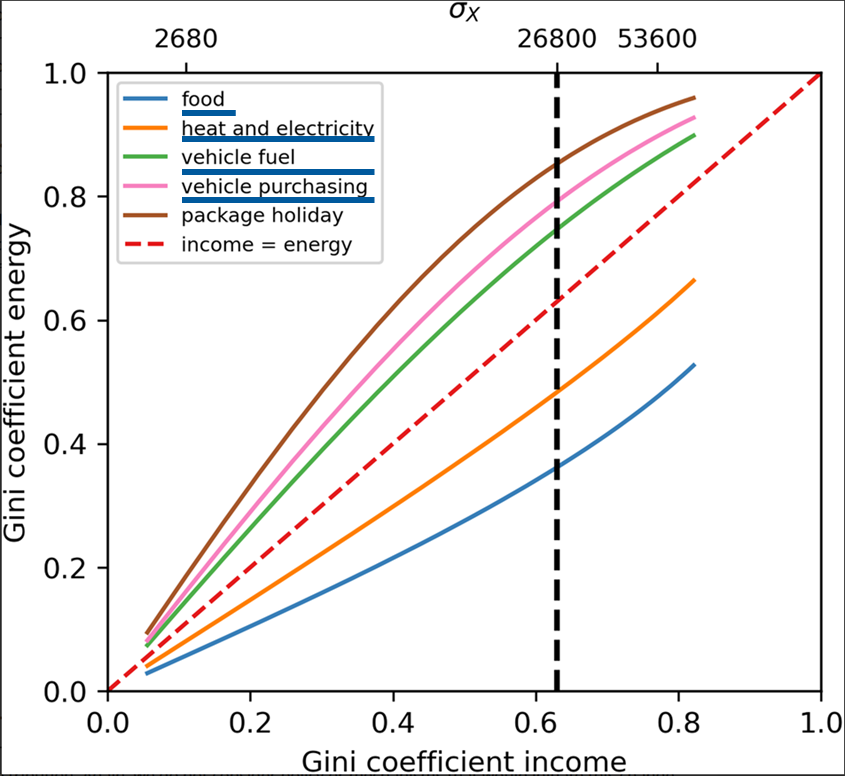 σX
2680 26800 53600
1.0
food
heat and electricity
vehicle fuel
vehicle purchasing
package holiday
income = energy
0.8
0.6
0.4
0.2
0.0
Gini coefficient energy
0.0 0.2 0.4 0.6 0.8 1.0
Gini coefficient income